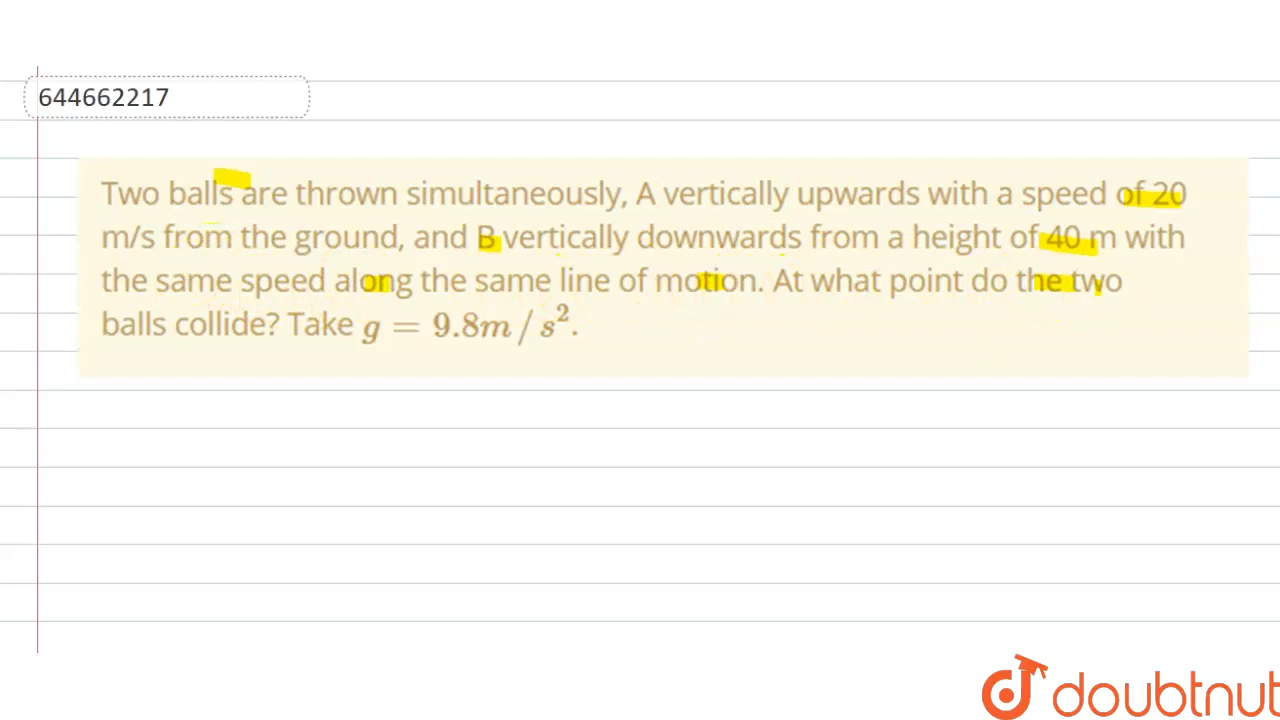 644662217
Two balls are thrown simultaneously, A vertically upwards with a speed of 20
m/s from the ground, and B vertically downwards from a height of 40 m with
the same speed along the same line of motion. At what point do the two
balls collide? Take g = 9.8m/s².
doubtnut